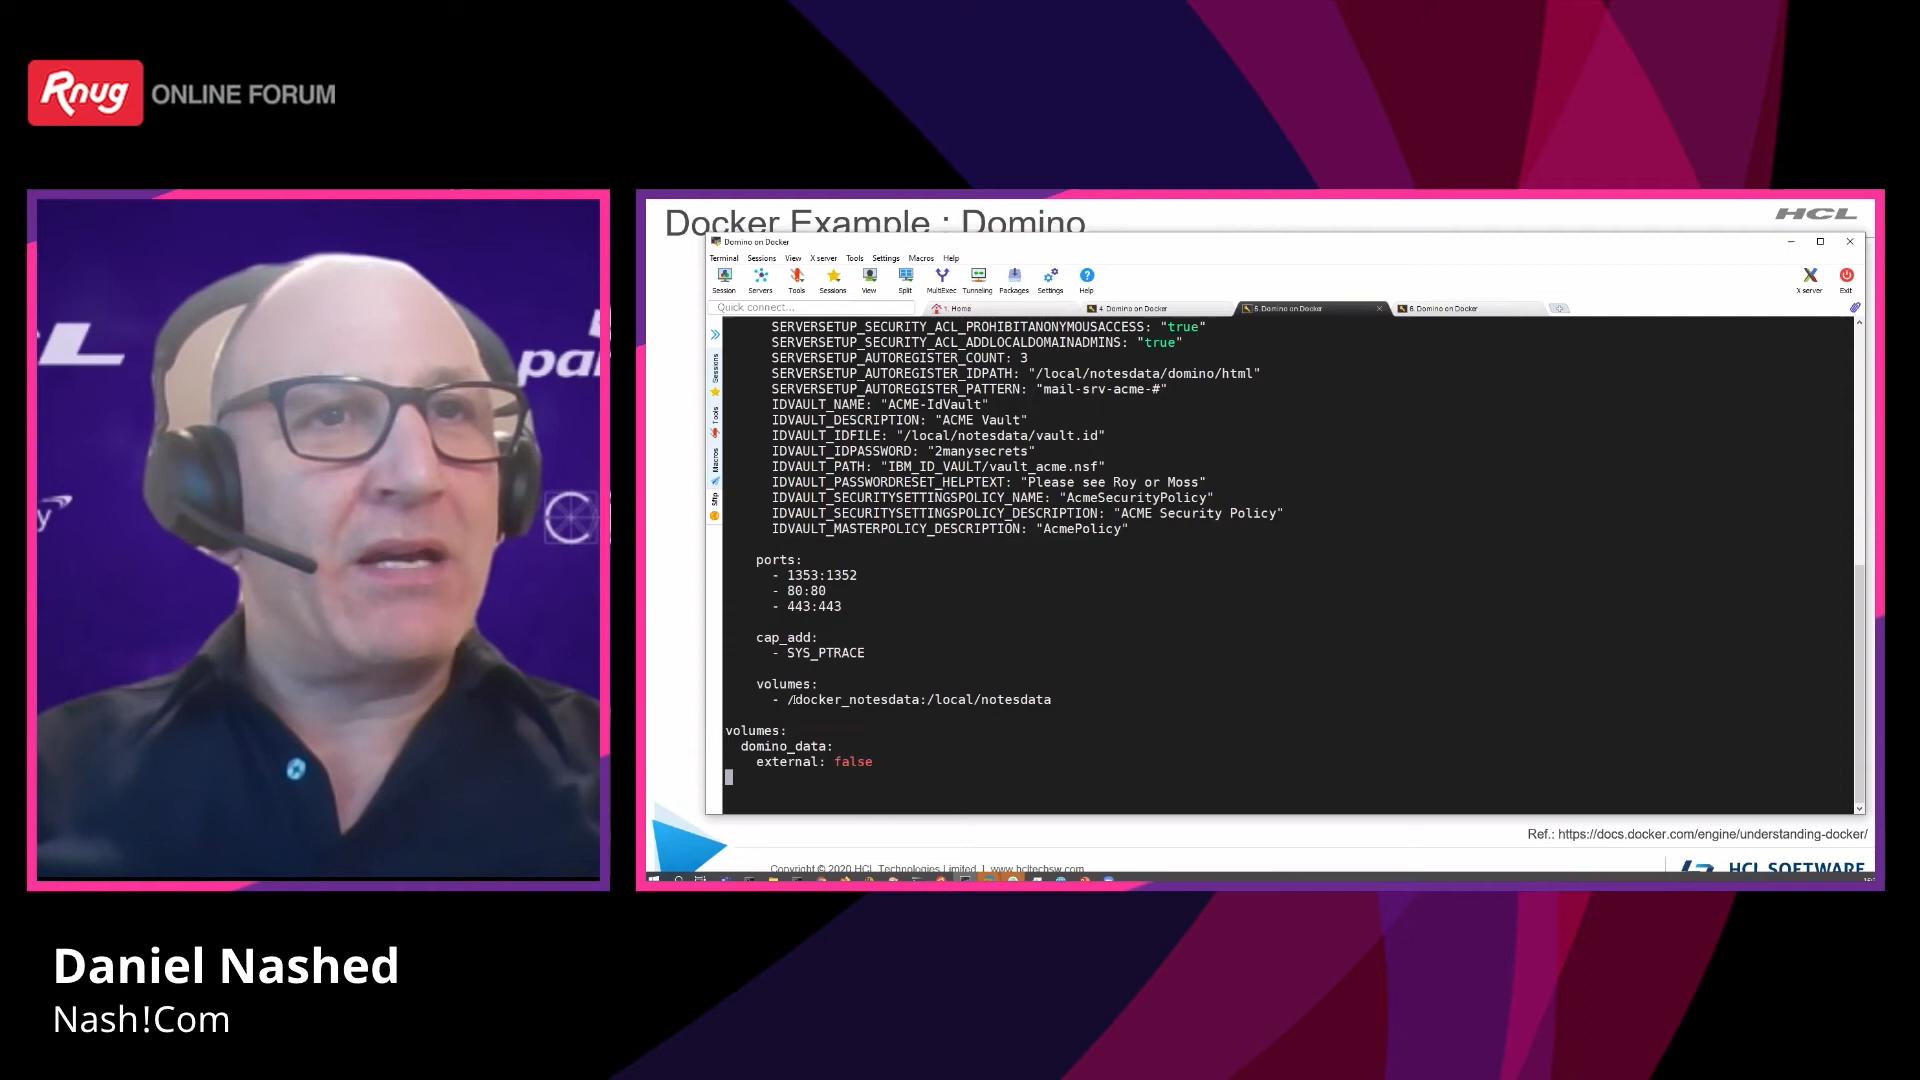 Rnug ONLINE FORUM
Docker Example : Domino
HCL
Domino on Docker
Terminal Sessions View X server Tools Settings Macros Help
Session Servers Tools Sessions View Split MultiExec Tunneling Packages Settings Help X server Exit
Quick connect...
1. Home
4. Domino on Docker
5. Domino on Docker
6. Domino on Docker
Sessions
Tools
Macros
Sftp
SERVERSETUP_SECURITY_ACL_PROHIBITANONYMOUSACCESS: "true"
SERVERSETUP_SECURITY_ACL_ADDLOCALDOMAINADMINS: "true"
SERVERSETUP_AUTOREGISTER_COUNT: 3
SERVERSETUP_AUTOREGISTER_IDPATH: "/local/notesdata/domino/html"
SERVERSETUP_AUTOREGISTER_PATTERN: "mail-srv-acme-#"
IDVAULT_NAME: "ACME-IdVault"
IDVAULT_DESCRIPTION: "ACME Vault"
IDVAULT_IDFILE: "/local/notesdata/vault.id"
IDVAULT_IDPASSWORD: "2manysecrets"
IDVAULT_PATH: "IBM_ID_VAULT/vault_acme.nsf"
IDVAULT_PASSWORDRESET_HELPTEXT: "Please see Roy or Moss"
IDVAULT_SECURITYSETTINGSPOLICY_NAME: "AcmeSecurityPolicy"
IDVAULT_SECURITYSETTINGSPOLICY_DESCRIPTION: "ACME Security Policy"
IDVAULT_MASTERPOLICY_DESCRIPTION: "AcmePolicy"
ports:
- 1353:1352
- 80:80
- 443:443
cap_add:
- SYS_PTRACE
volumes:
- /docker_notesdata:/local/notesdata
volumes:
domino_data:
external: false
Ref.: https://docs.docker.com/engine/understanding-docker/
Copyright © 2020 HCL Technologies Limited | www.hcltechsw.com
HCL SOFTWARE
Daniel Nashed
Nash!Com